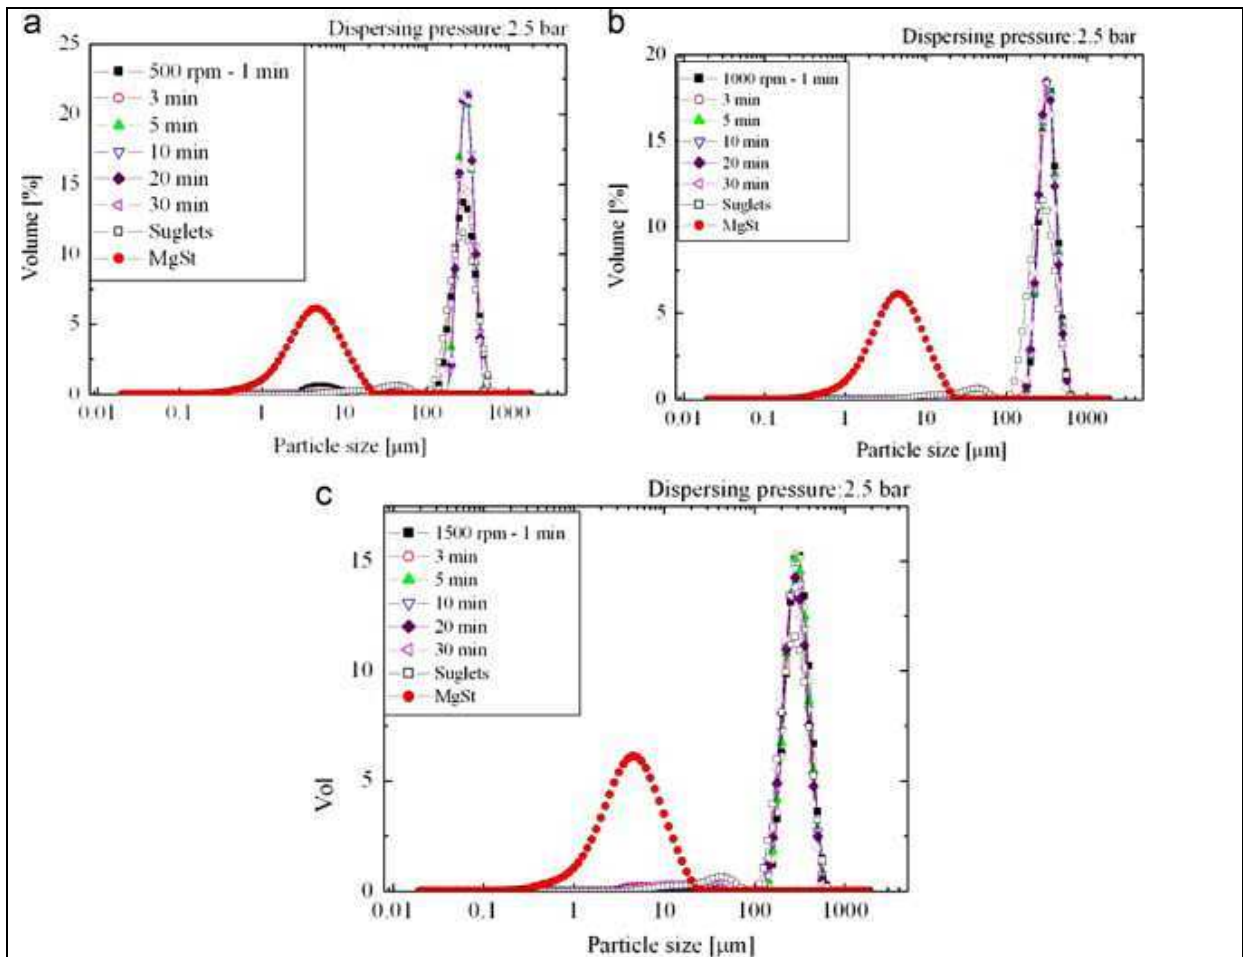 a
Dispersing pressure:2.5 bar
25
20
15
10
5
0
Volume [%]
500 rpm - 1 min
3 min
5 min
10 min
20 min
30 min
Suglets
MgSt
0.01 0.1 1 10 100 1000
Particle size [μm]
b
Dispersing pressure:2.5 bar
20
15
10
5
0
Volume [%]
1000 rpm - 1 min
3 min
5 min
10 min
20 min
30 min
Suglets
MgSt
0.01 0.1 1 10 100 1000
Particle size [μm]
c
Dispersing pressure:2.5 bar
15
10
5
0
Vol
1500 rpm - 1 min
3 min
5 min
10 min
20 min
30 min
Suglets
MgSt
0.01 0.1 1 10 100 1000
Particle size [μm]